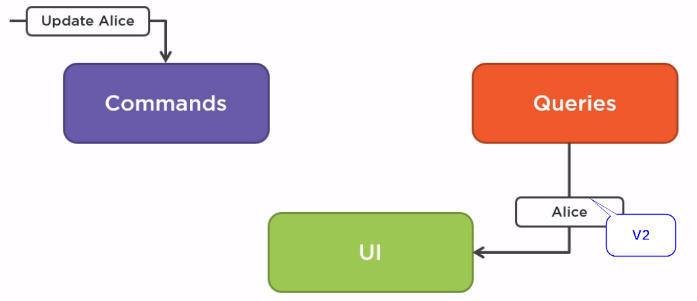 Update Alice
Commands
Queries
Alice
V2
UI